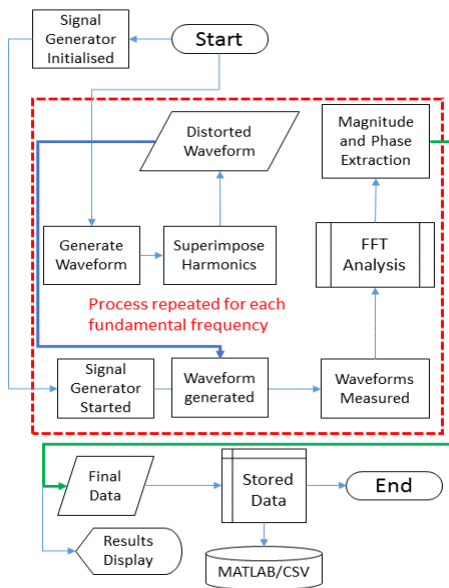 Signal
Generator
Initialised
Start
Distorted
Waveform
Magnitude
and Phase
Extraction
Generate
Waveform
Superimpose
Harmonics
FFT
Analysis
Process repeated for each
fundamental frequency
Signal
Generator
Started
Waveform
generated
Waveforms
Measured
Final
Data
Stored
Data
End
Results
Display
MATLAB/CSV